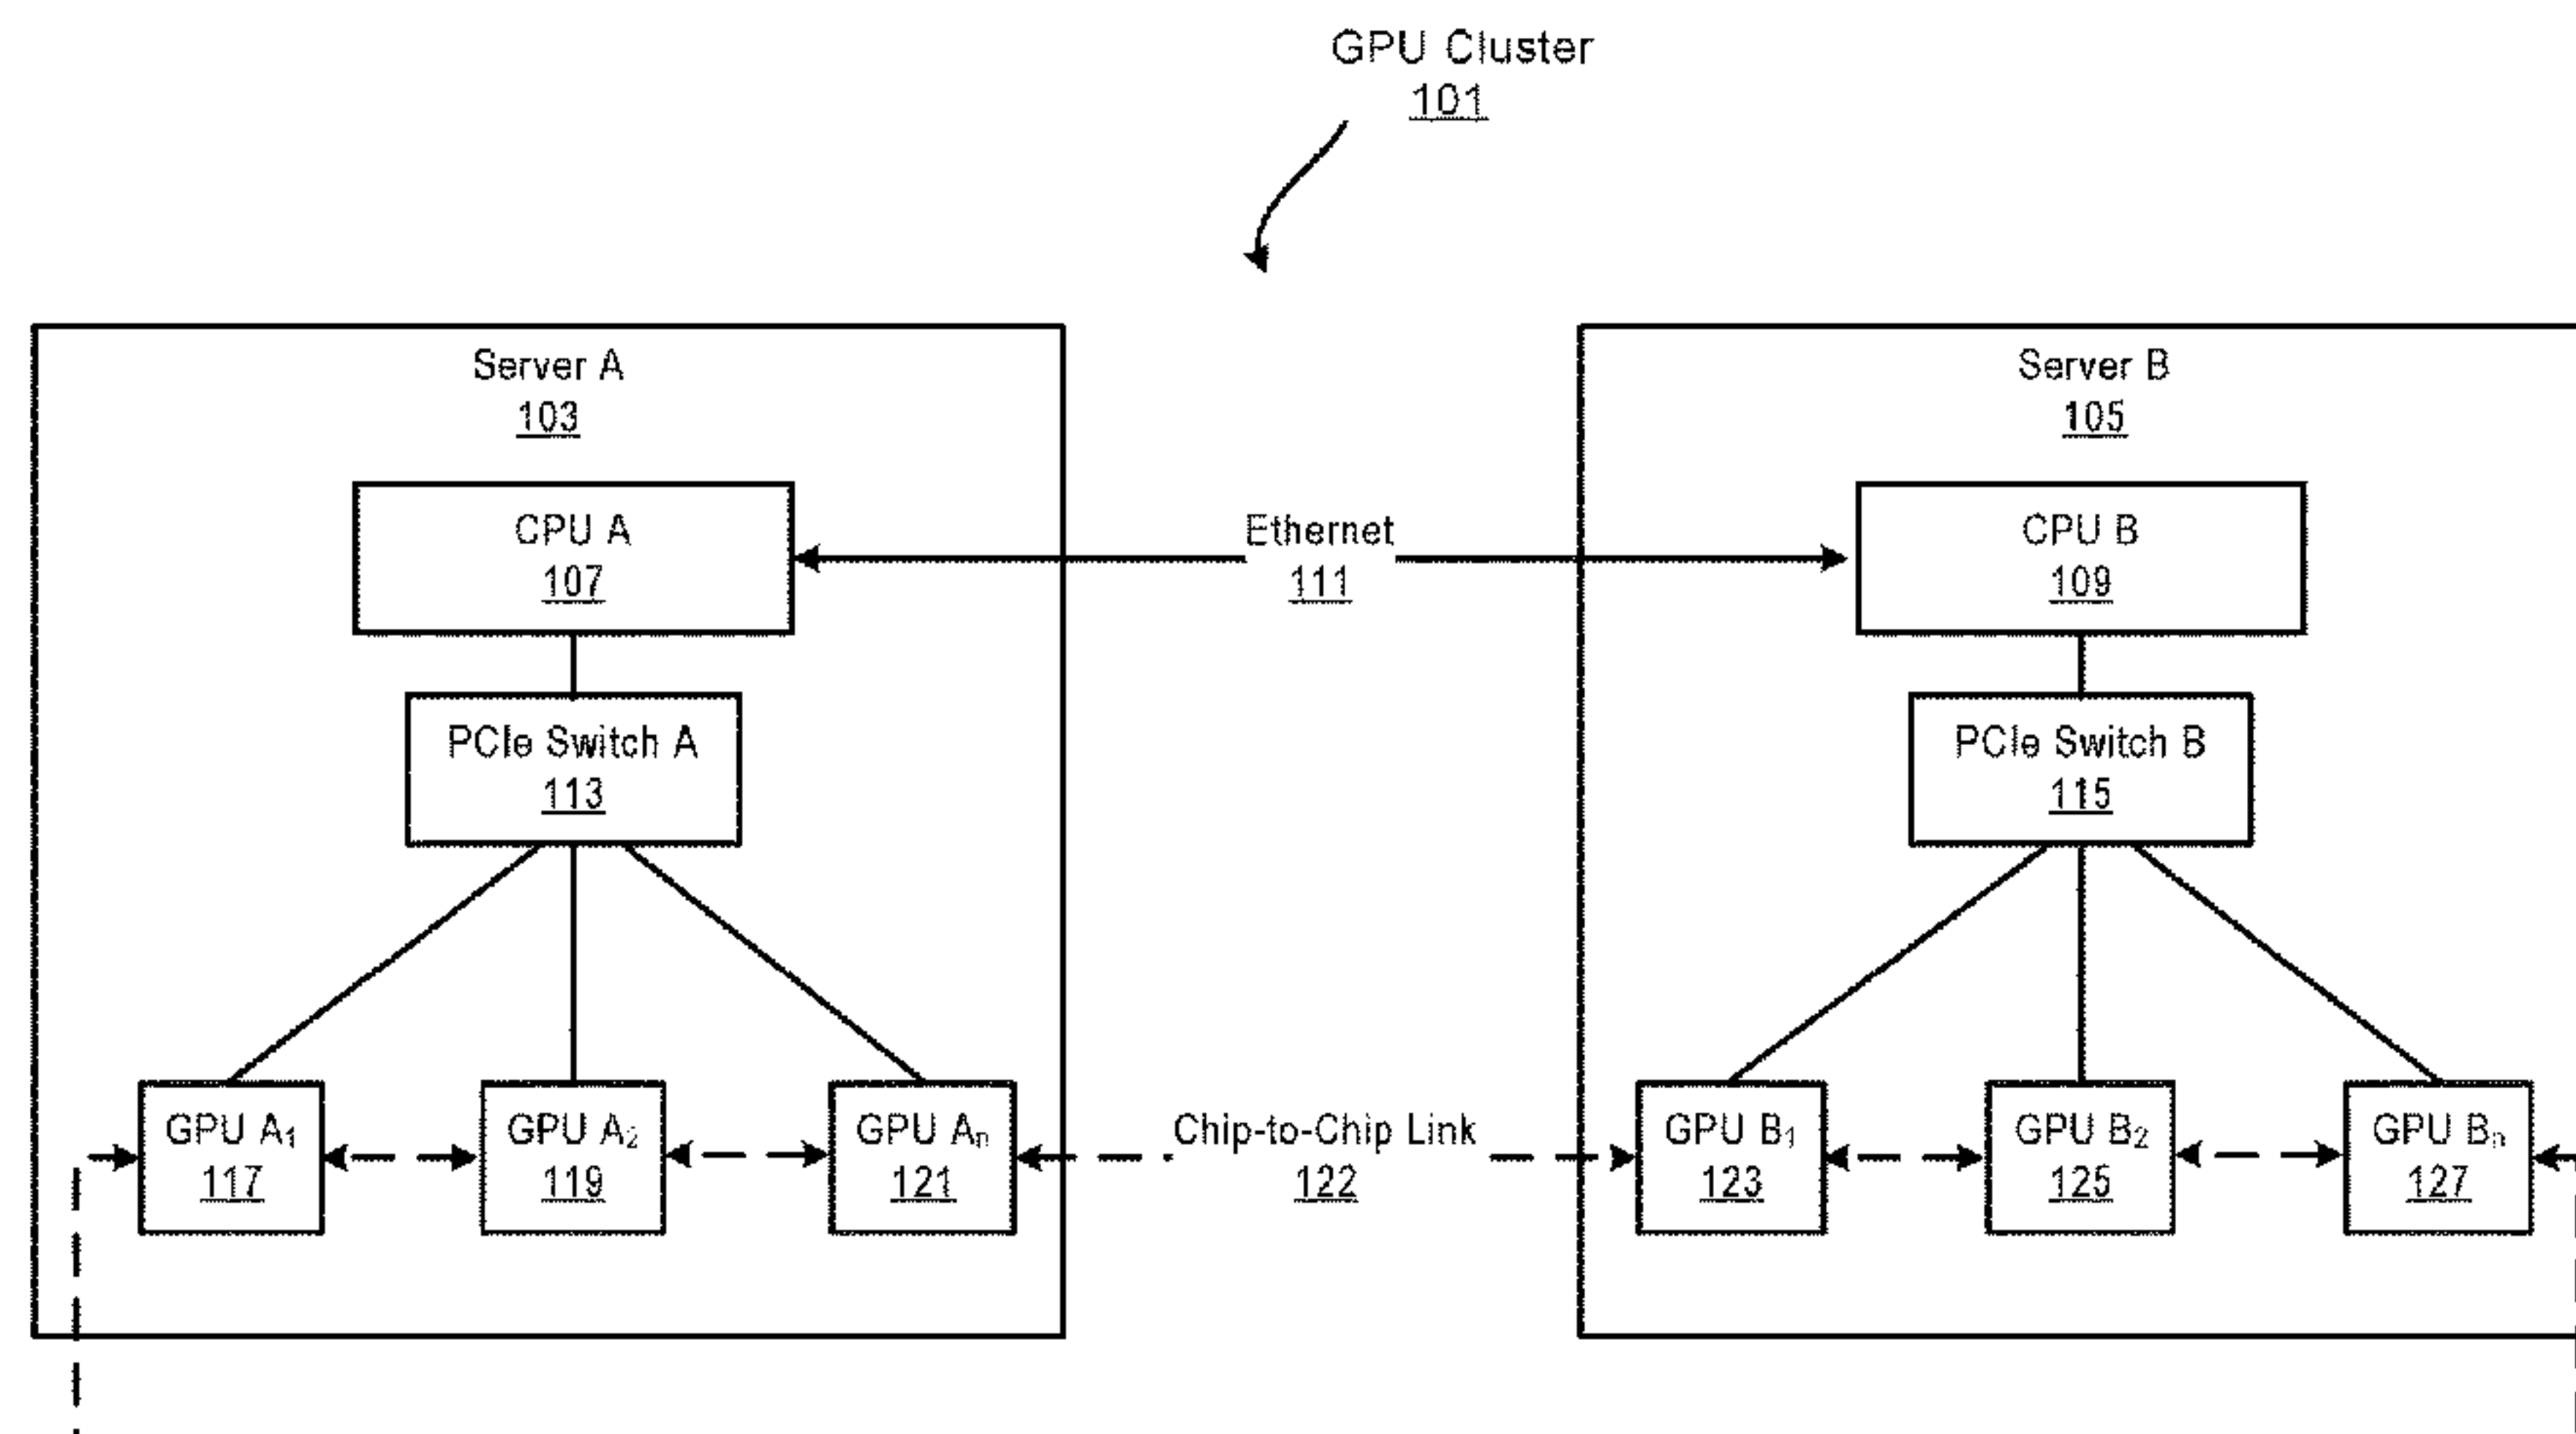 GPU Cluster
101
Server A
103
Server B
105
CPU A
107
Ethernet
111
CPU B
109
PCIe Switch A
113
PCIe Switch B
115
GPU A₁
117
GPU A₂
119
GPU Aₙ
121
Chip-to-Chip Link
122
GPU B₁
123
GPU B₂
125
GPU Bₙ
127